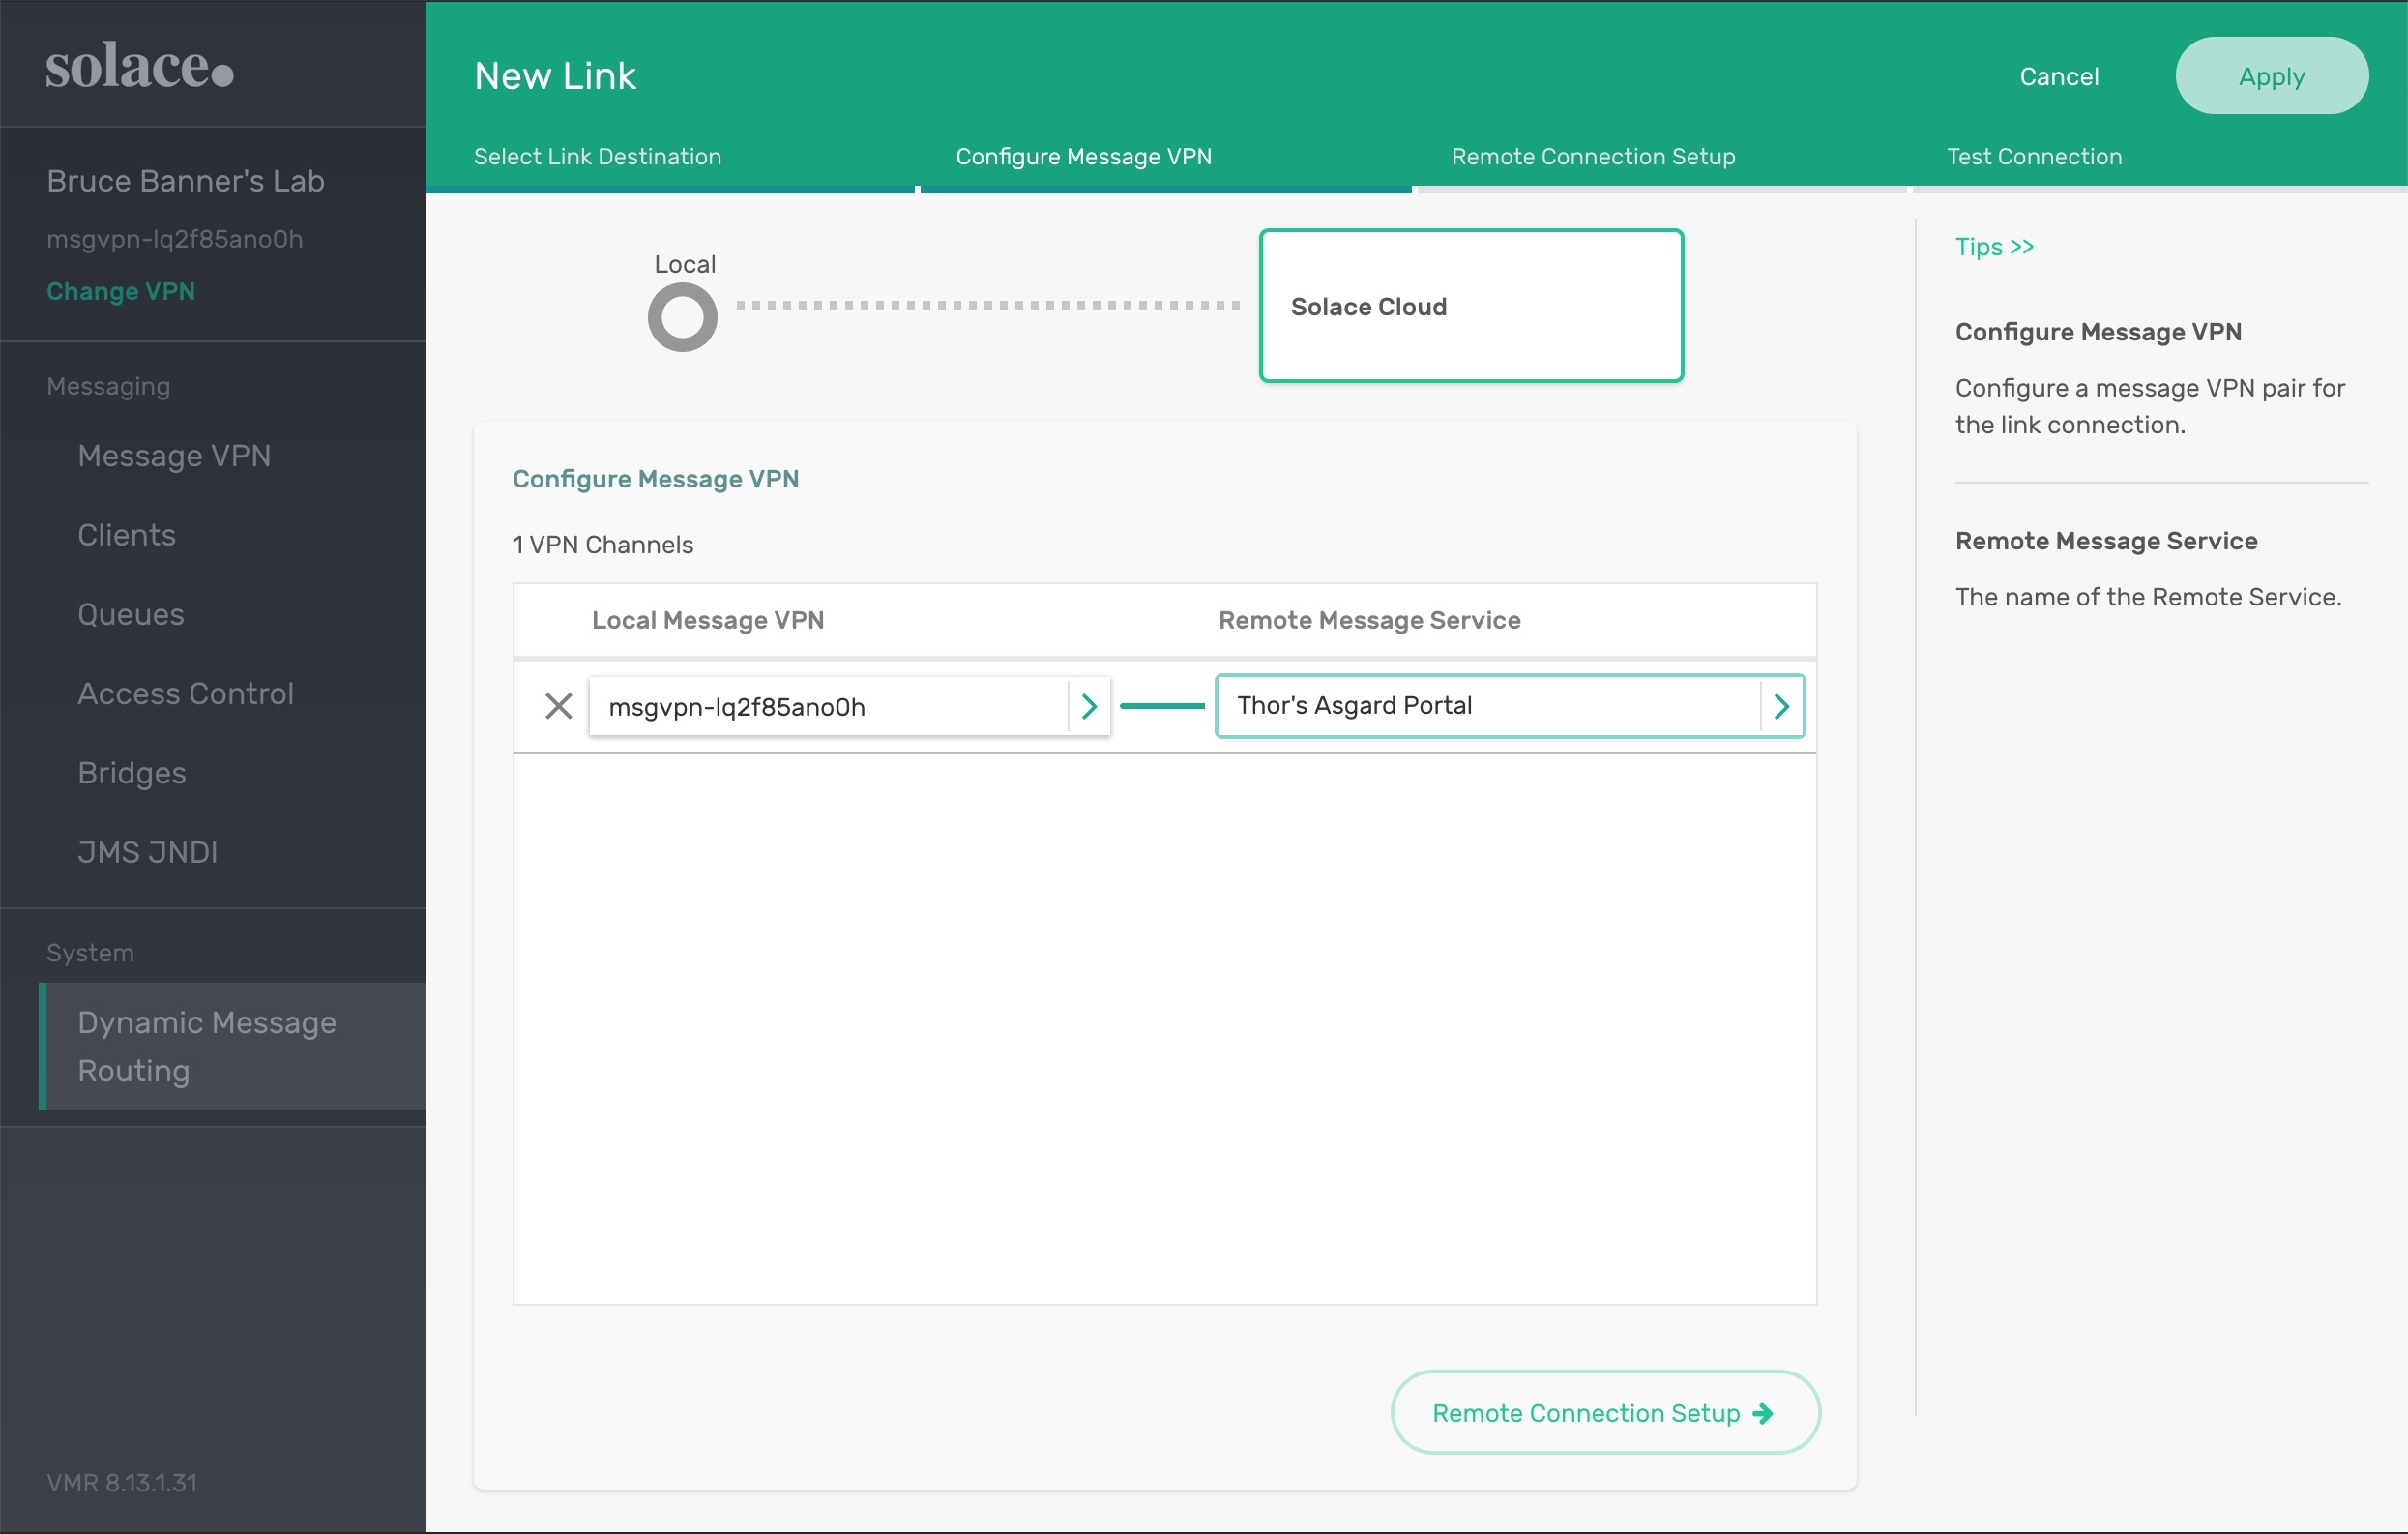 solace.
Bruce Banner's Lab
msgvpn-lq2f85ano0h
Change VPN
Messaging
Message VPN
Clients
Queues
Access Control
Bridges
JMS JNDI
System
Dynamic Message
Routing
VMR 8.13.1.31
New Link
Cancel
Apply
Select Link Destination
Configure Message VPN
Remote Connection Setup
Test Connection
Local
Solace Cloud
Configure Message VPN
1 VPN Channels
Local Message VPN
Remote Message Service
msgvpn-lq2f85ano0h
Thor's Asgard Portal
Remote Connection Setup
Tips >>
Configure Message VPN
Configure a message VPN pair for
the link connection.
Remote Message Service
The name of the Remote Service.